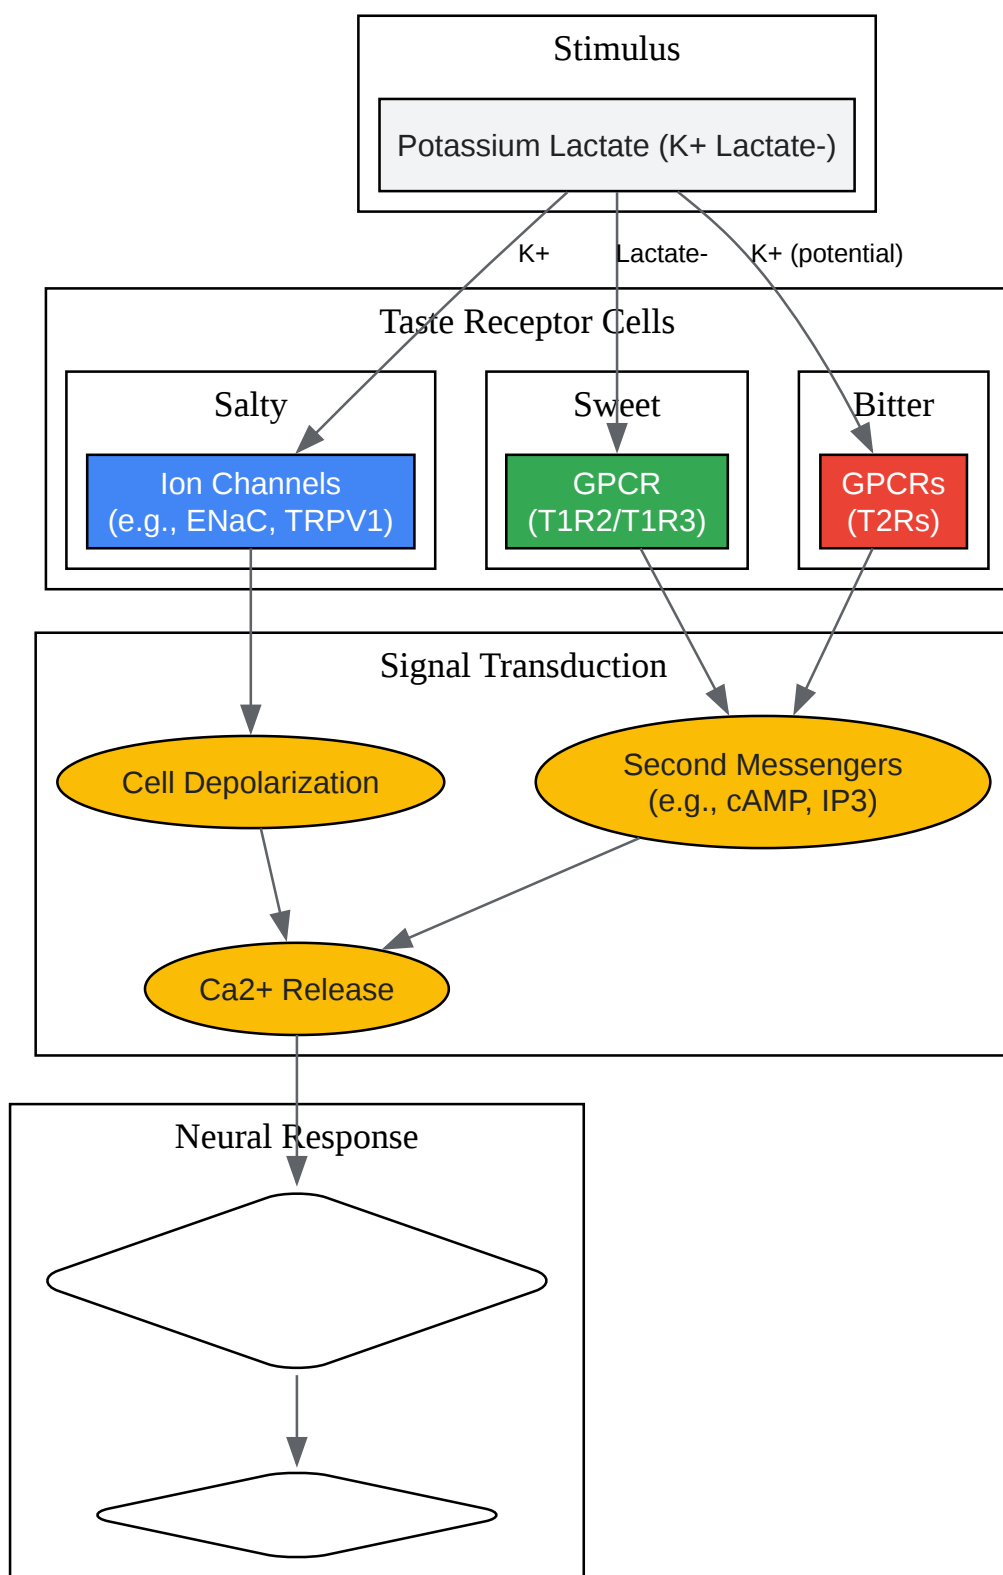 Stimulus
Potassium Lactate (K+ Lactate-)
K+
Lactate-
K+ (potential)
Taste Receptor Cells
Salty
Sweet
Bitter
Ion Channels
(e.g., ENaC, TRPV1)
GPCR
(T1R2/T1R3)
GPCRs
(T2Rs)
Signal Transduction
Cell Depolarization
Second Messengers
(e.g., cAMP, IP3)
Ca2+ Release
Neural Response